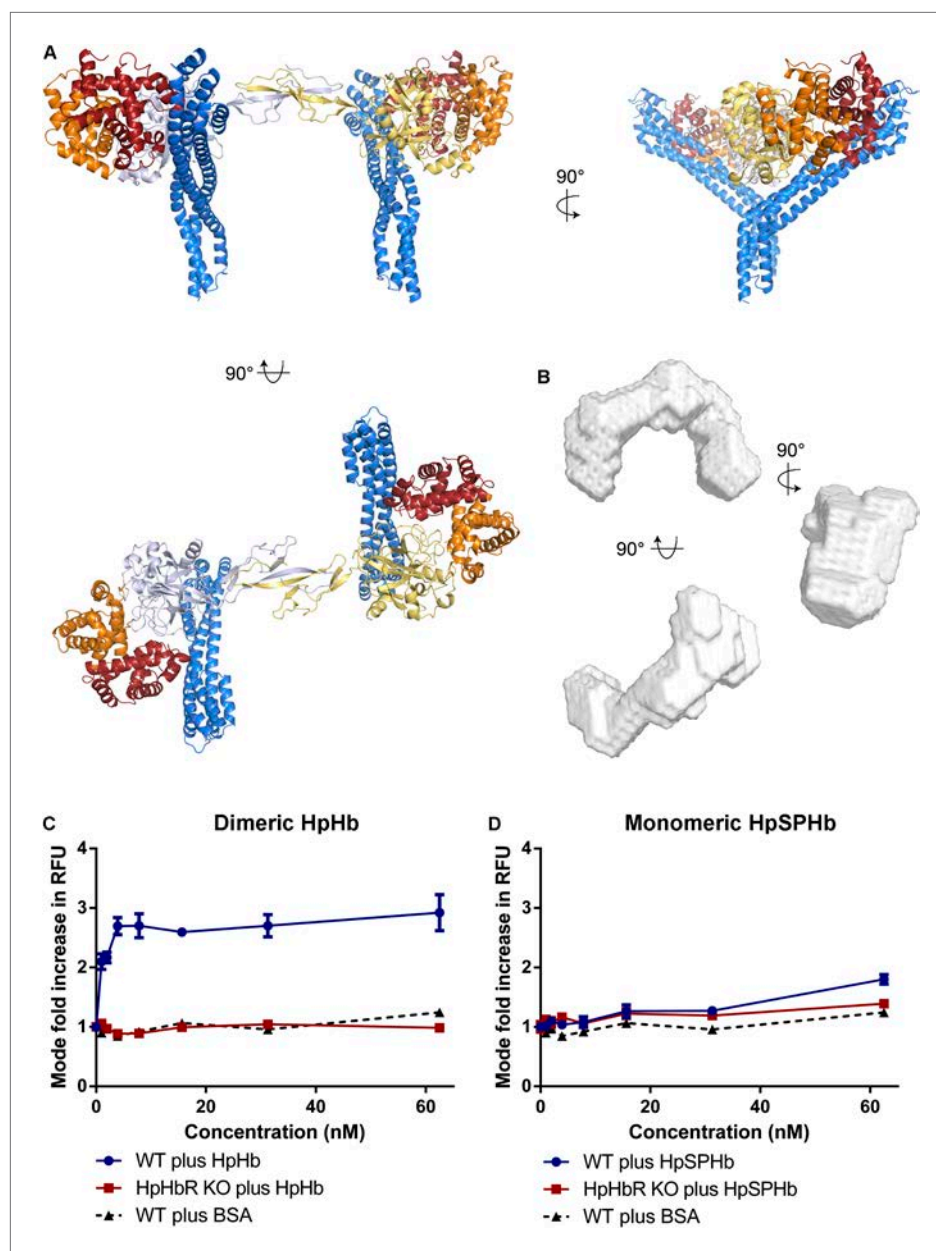 A
90°
90°
B
90°
90°
C
Dimeric HpHb
Mode fold increase in RFU
4
3
2
1
0
0
20
40
60
Concentration (nM)
WT plus HpHb
HpHbR KO plus HpHb
WT plus BSA
D
Monomeric HpSPHb
Mode fold increase in RFU
4
3
2
1
0
0
20
40
60
Concentration (nM)
WT plus HpSPHb
HpHbR KO plus HpSPHb
WT plus BSA